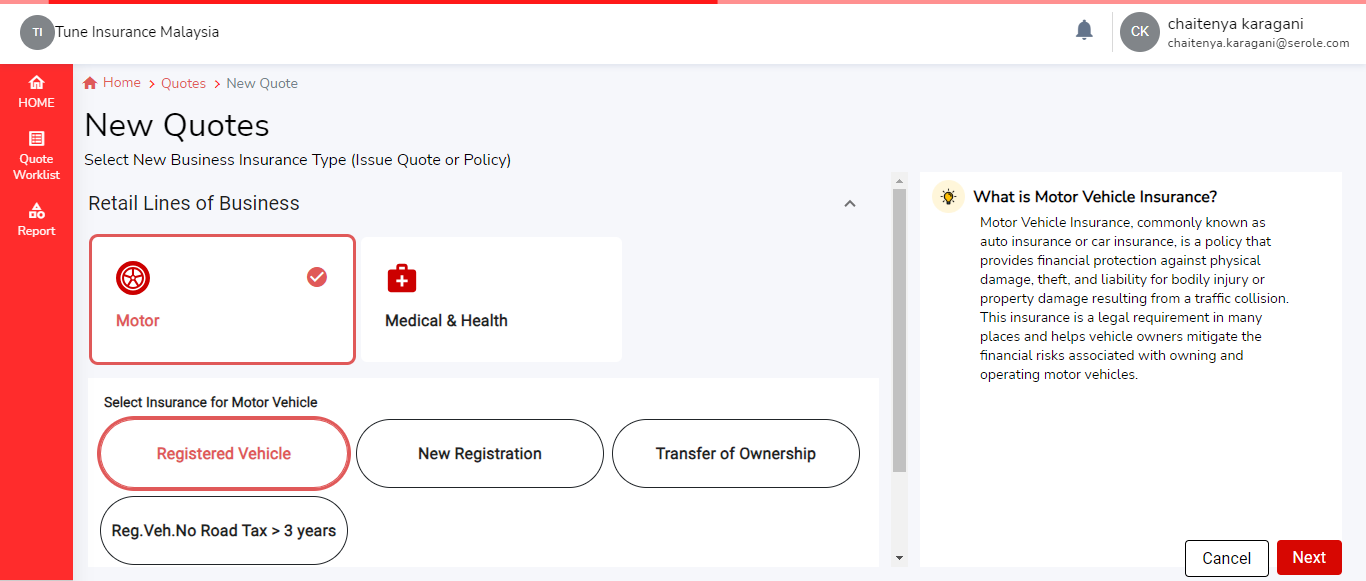 TI Tune Insurance Malaysia
CK
chaitenya karagani
chaitenya.karagani@serole.com
HOME
Quote
Worklist
Report
Home > Quotes > New Quote
New Quotes
Select New Business Insurance Type (Issue Quote or Policy)
Retail Lines of Business
Motor
Medical & Health
Select Insurance for Motor Vehicle
Registered Vehicle
New Registration
Transfer of Ownership
Reg.Veh.No Road Tax > 3 years
What is Motor Vehicle Insurance?
Motor Vehicle Insurance, commonly known as
auto insurance or car insurance, is a policy that
provides financial protection against physical
damage, theft, and liability for bodily injury or
property damage resulting from a traffic collision.
This insurance is a legal requirement in many
places and helps vehicle owners mitigate the
financial risks associated with owning and
operating motor vehicles.
Cancel
Next